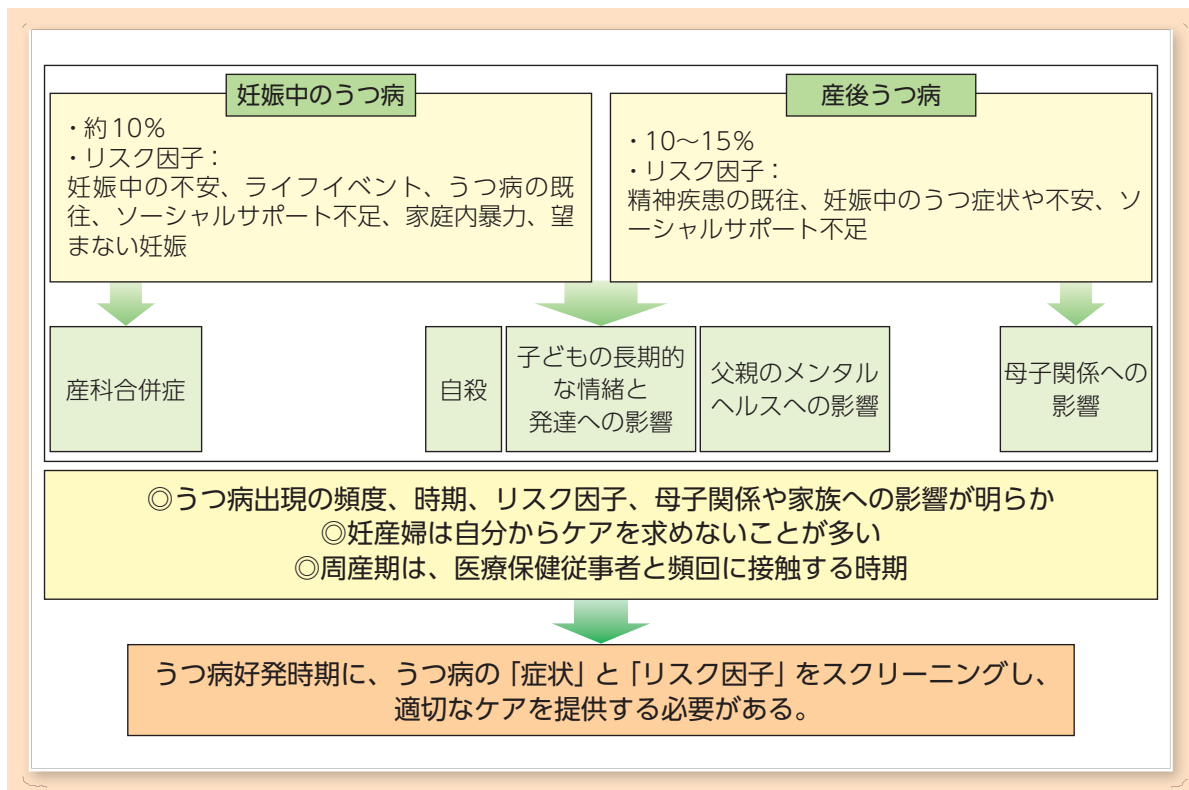 妊娠中のうつ病
・約10％
・リスク因子：
妊娠中の不安、ライフイベント、うつ病の既
往、ソーシャルサポート不足、家庭内暴力、望
まない妊娠
産後うつ病
・10〜15％
・リスク因子：
精神疾患の既往、妊娠中のうつ症状や不安、ソ
ーシャルサポート不足
産科合併症
自殺
子どもの長期的
な情緒と
発達への影響
父親のメンタル
ヘルスへの影響
母子関係への
影響
◎うつ病出現の頻度、時期、リスク因子、母子関係や家族への影響が明らか
◎妊産婦は自分からケアを求めないことが多い
◎周産期は、医療保健従事者と頻回に接触する時期
うつ病好発時期に、うつ病の「症状」と「リスク因子」をスクリーニングし、
適切なケアを提供する必要がある。